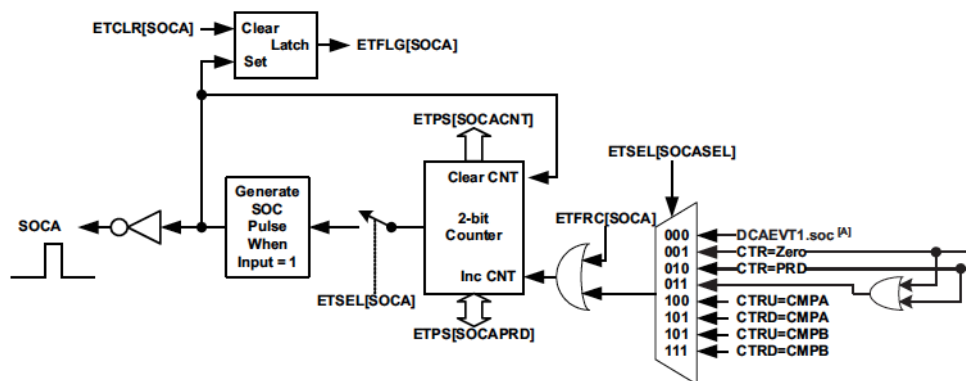 ETCLR[SOCA]
Clear
Latch
Set
ETFLG[SOCA]
ETPS[SOCACNT]
ETSEL[SOCASEL]
Clear CNT
2-bit
Counter
Inc CNT
Generate
SOC
Pulse
When
Input = 1
SOCA
ETFRC[SOCA]
ETSEL[SOCA]
ETPS[SOCAPRD]
000 DCAEVT1.soc [A]
001 CTR=Zero
010 CTR=PRD
011
100 CTRU=CMPA
101 CTRD=CMPA
101 CTRU=CMPB
111 CTRD=CMPB